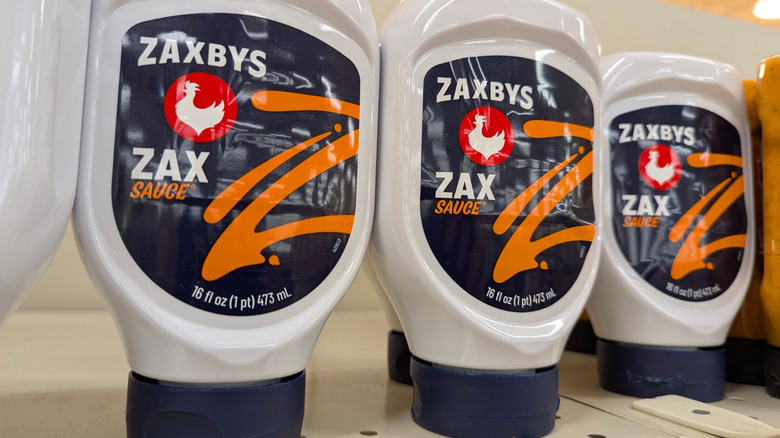 ZAXBYS
ZAX
SAUCE®
16 fl oz (1 pt) 473 mL
ZAXBYS
ZAX
SAUCE
16 fl oz (1 pt) 473 mL
ZAXBYS
ZAX
SAUCE
16 fl oz (1 pt) 473 mL